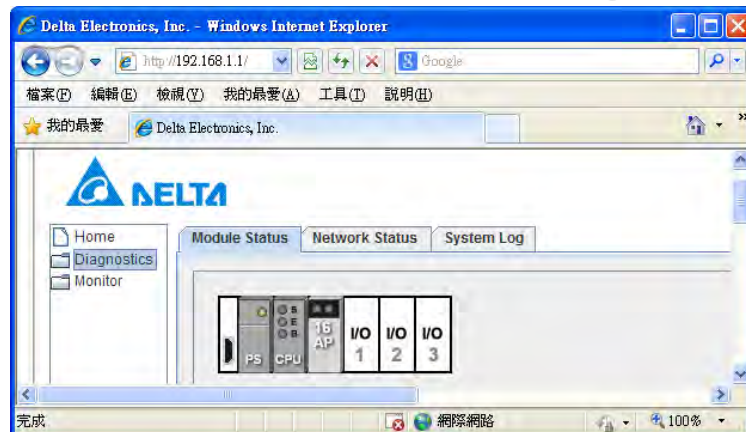 Delta Electronics, Inc. - Windows Internet Explorer
http://192.168.1.1/ Google
檔案(F) 編輯(E) 檢視(V) 我的最愛(A) 工具(T) 說明(H)
我的最愛 Delta Electronics, Inc. »
DELTA
Home
Diagnostics
Monitor
Module Status Network Status System Log
PS
CPU
S
E
B
16
AP
I/O
1
I/O
2
I/O
3
完成 網際網路 100%